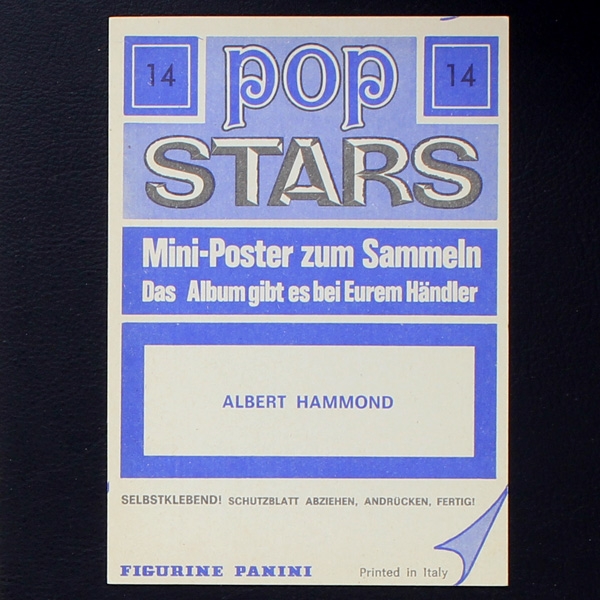 14 pop 14
STARS
Mini-Poster zum Sammeln
Das Album gibt es bei Eurem Händler
ALBERT HAMMOND
SELBSTKLEBEND! SCHUTZBLATT ABZIEHEN, ANDRÜCKEN, FERTIG!
FIGURINE PANINI Printed in Italy